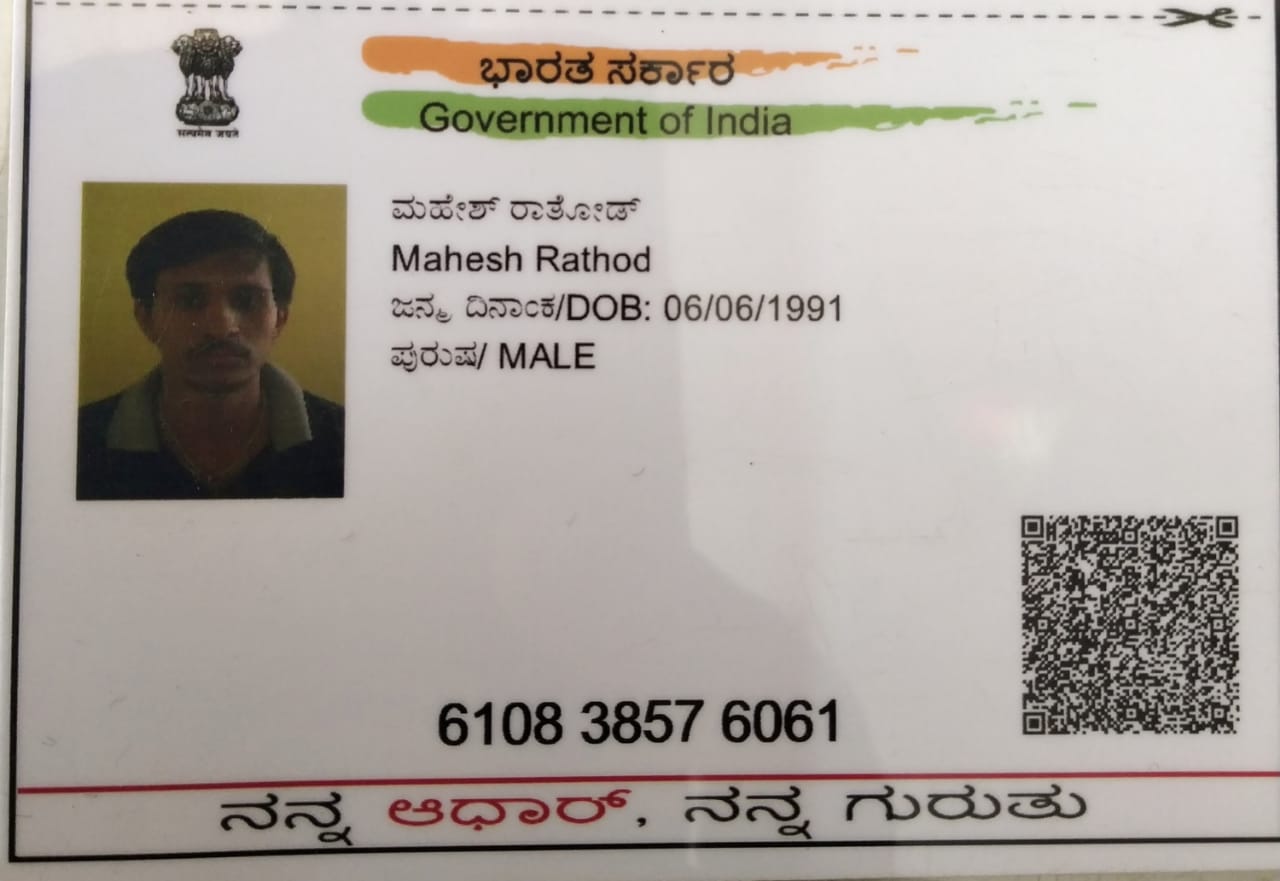 ಭಾರತ ಸರ್ಕಾರ
Government of India
सत्यमेव जयते
ಮಹೇಶ್ ರಾತೋಡ್
Mahesh Rathod
ಜನ್ಮ ದಿನಾಂಕ/DOB: 06/06/1991
ಪುರುಷ/ MALE
6108 3857 6061
ನನ್ನ ಆಧಾರ್, ನನ್ನ ಗುರುತು